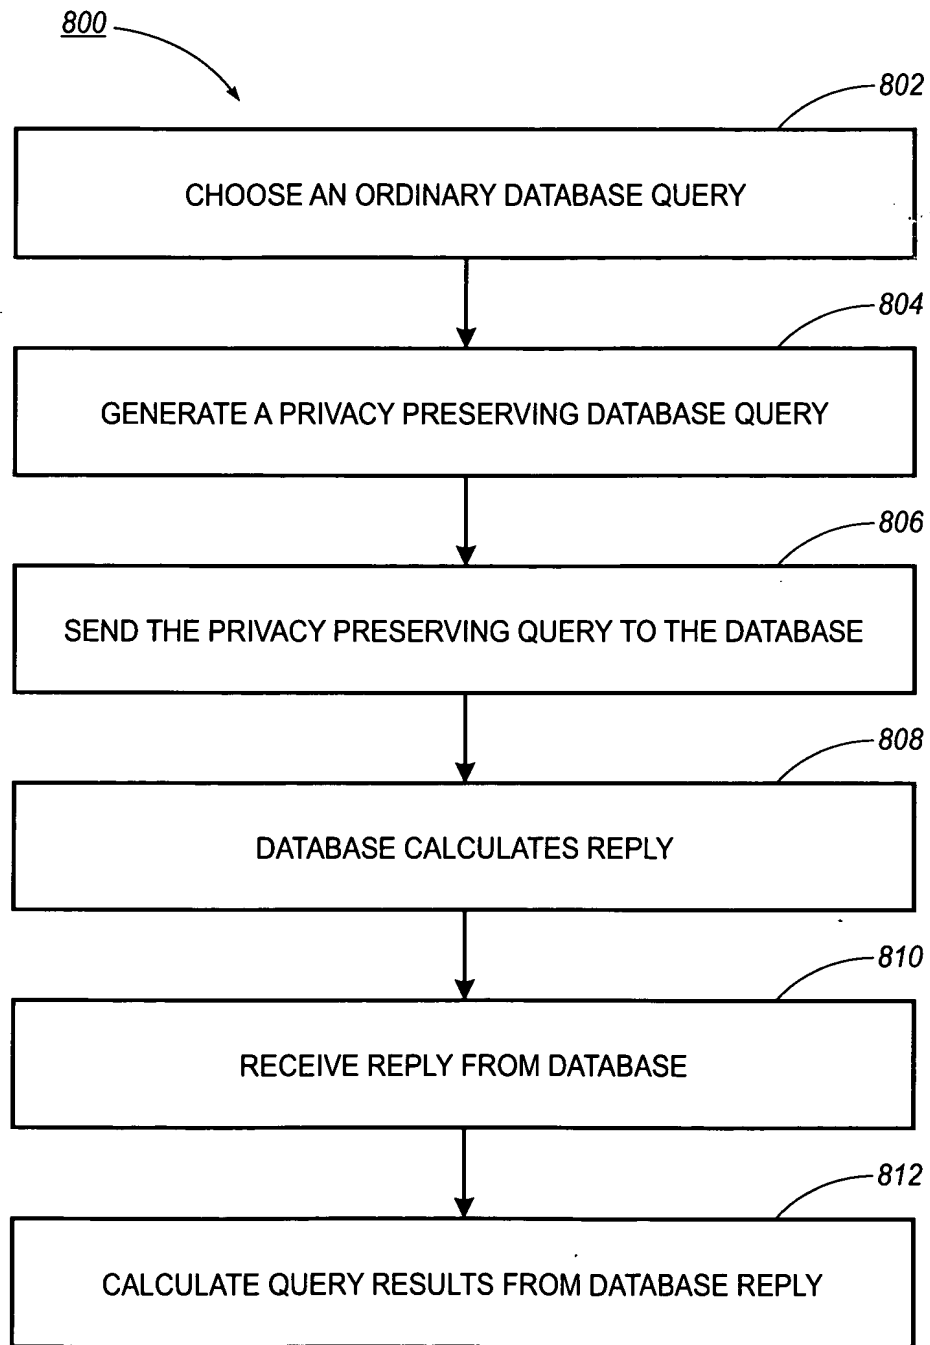 800
802
CHOOSE AN ORDINARY DATABASE QUERY
804
GENERATE A PRIVACY PRESERVING DATABASE QUERY
806
SEND THE PRIVACY PRESERVING QUERY TO THE DATABASE
808
DATABASE CALCULATES REPLY
810
RECEIVE REPLY FROM DATABASE
812
CALCULATE QUERY RESULTS FROM DATABASE REPLY